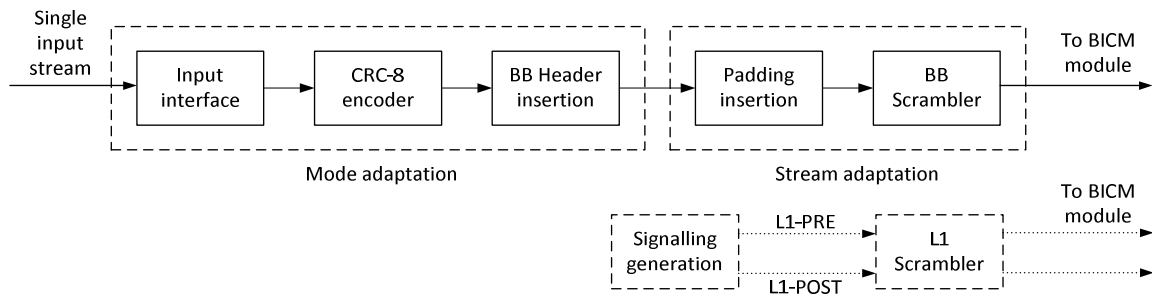 Single
input
stream
Input
interface
CRC-8
encoder
BB Header
insertion
Padding
insertion
BB
Scrambler
To BICM
module
Mode adaptation
Stream adaptation
Signalling
generation
L1-PRE
L1-POST
L1
Scrambler
To BICM
module